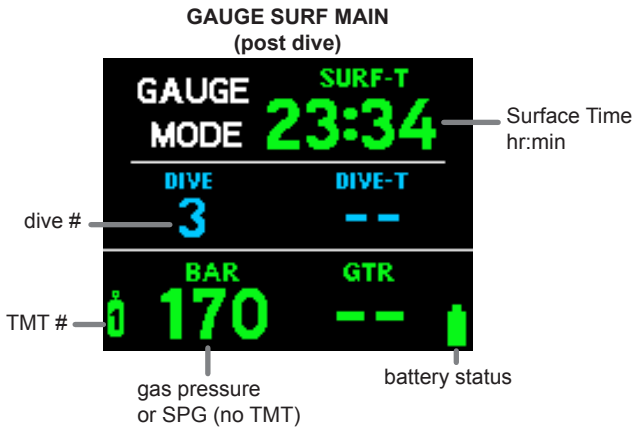 GAUGE SURF MAIN
(post dive)
GAUGE
MODE
SURF-T
23:34
Surface Time
hr:min
DIVE
3
DIVE-T
--
dive #
BAR
170
GTR
--
TMT #
1
gas pressure
or SPG (no TMT)
battery status